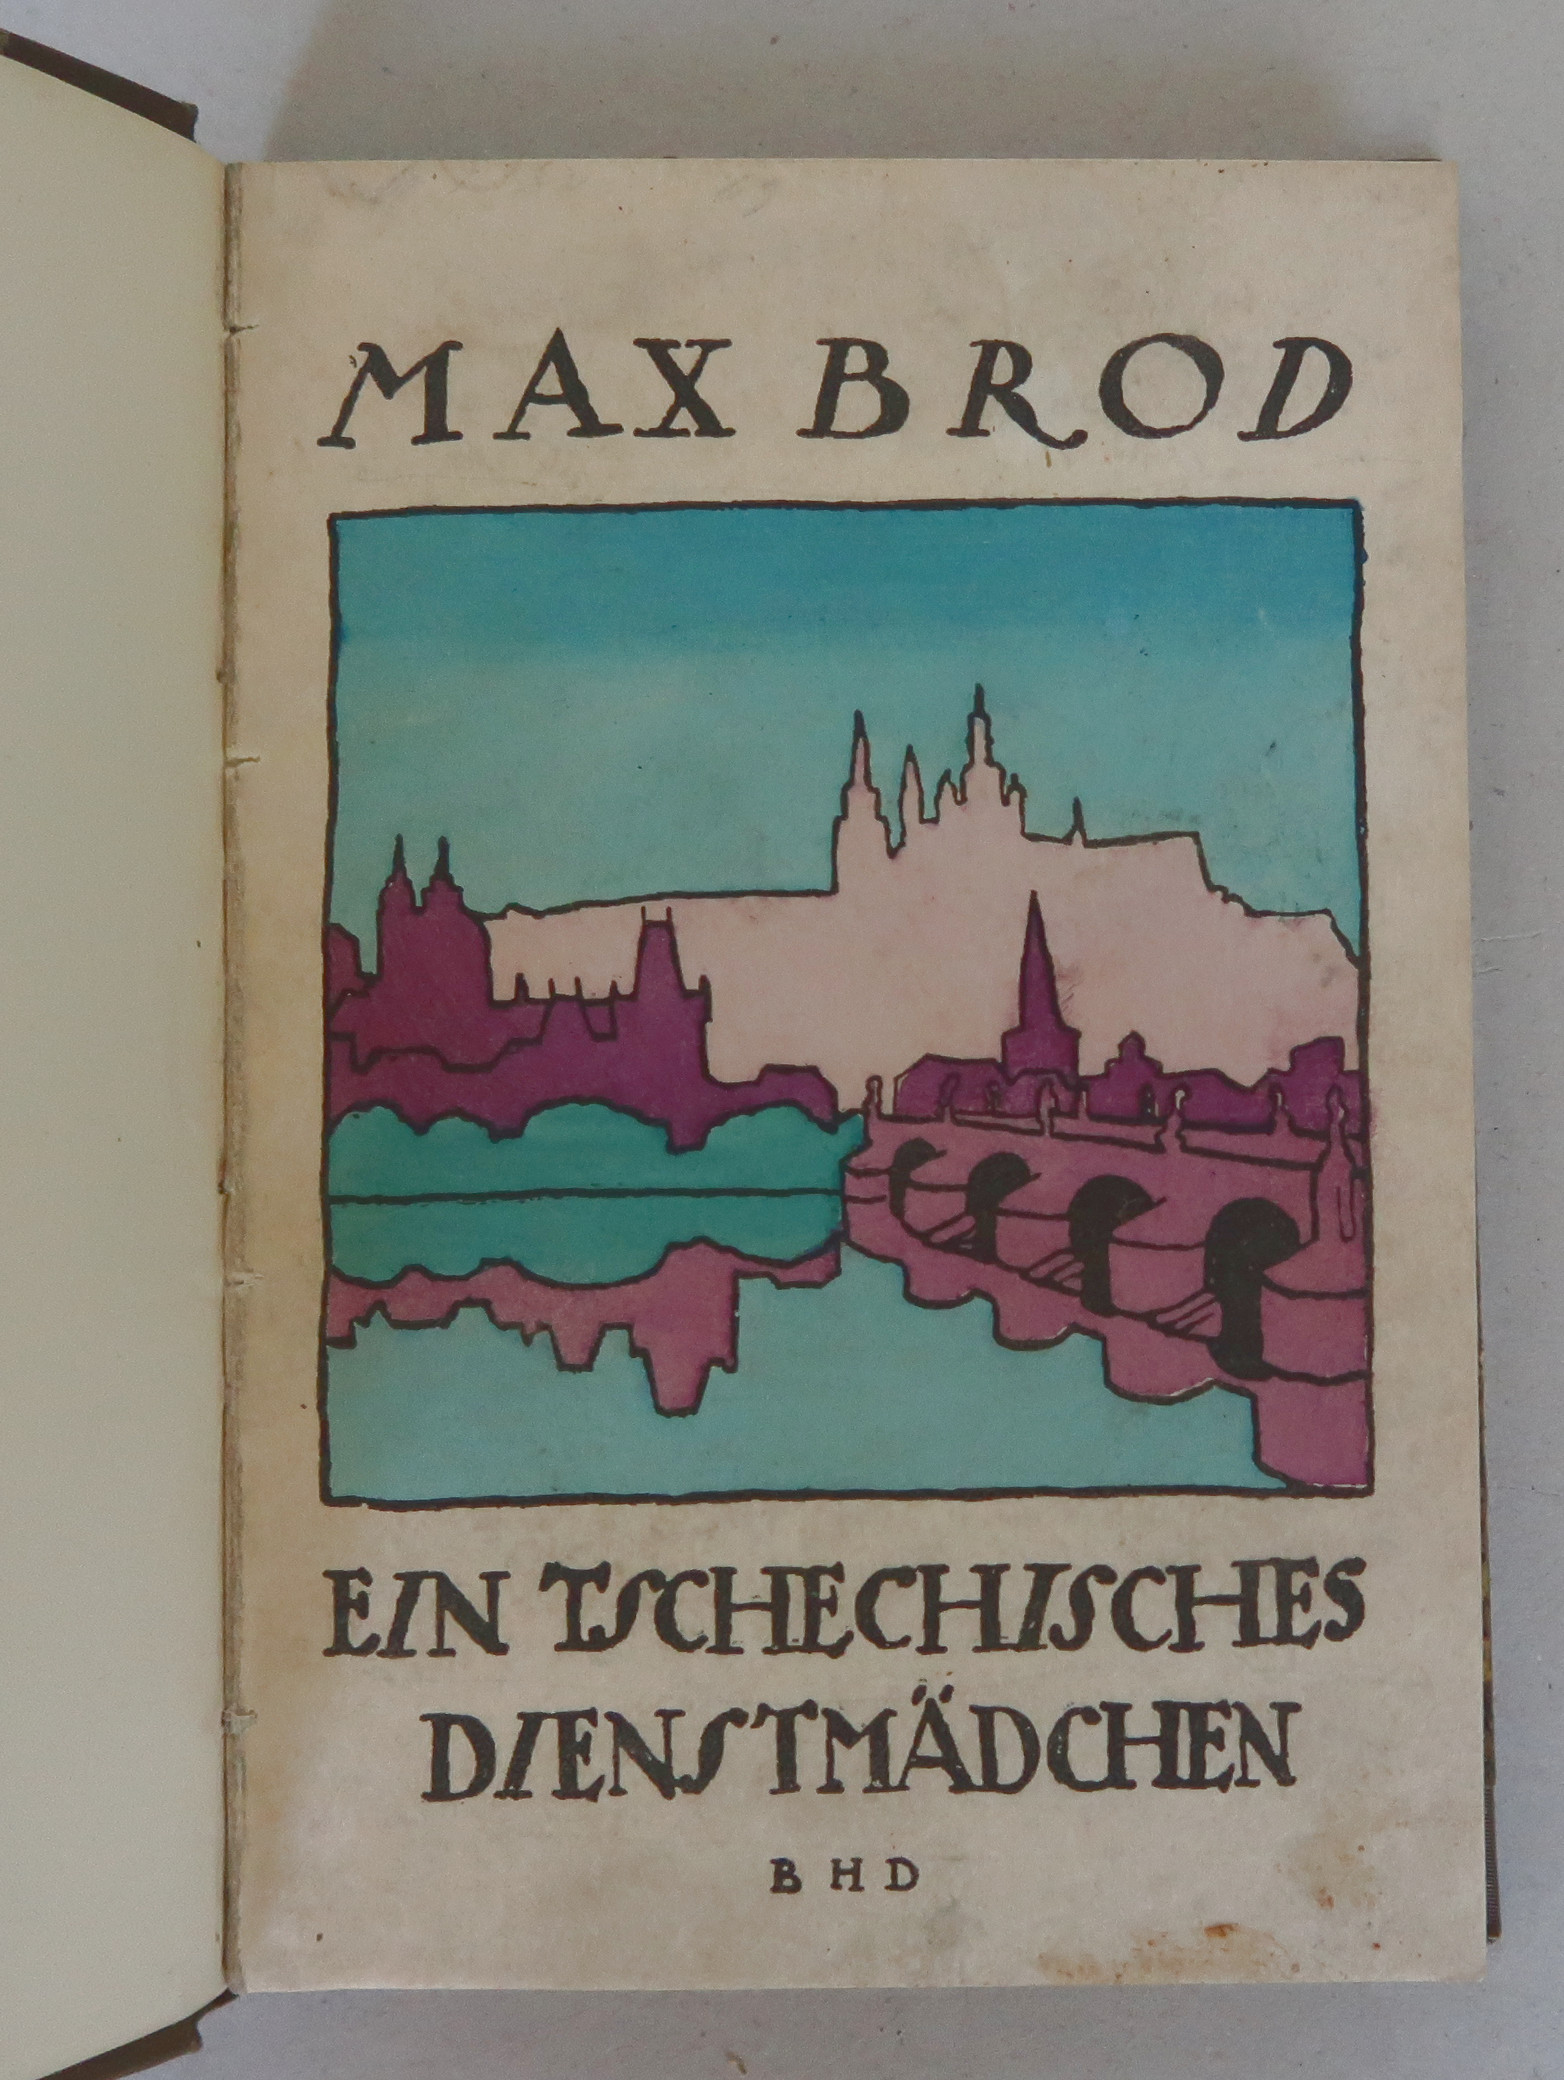 MAX BROD
EIN TSCHECHISCHES
DIENSTMÄDCHEN
BHD